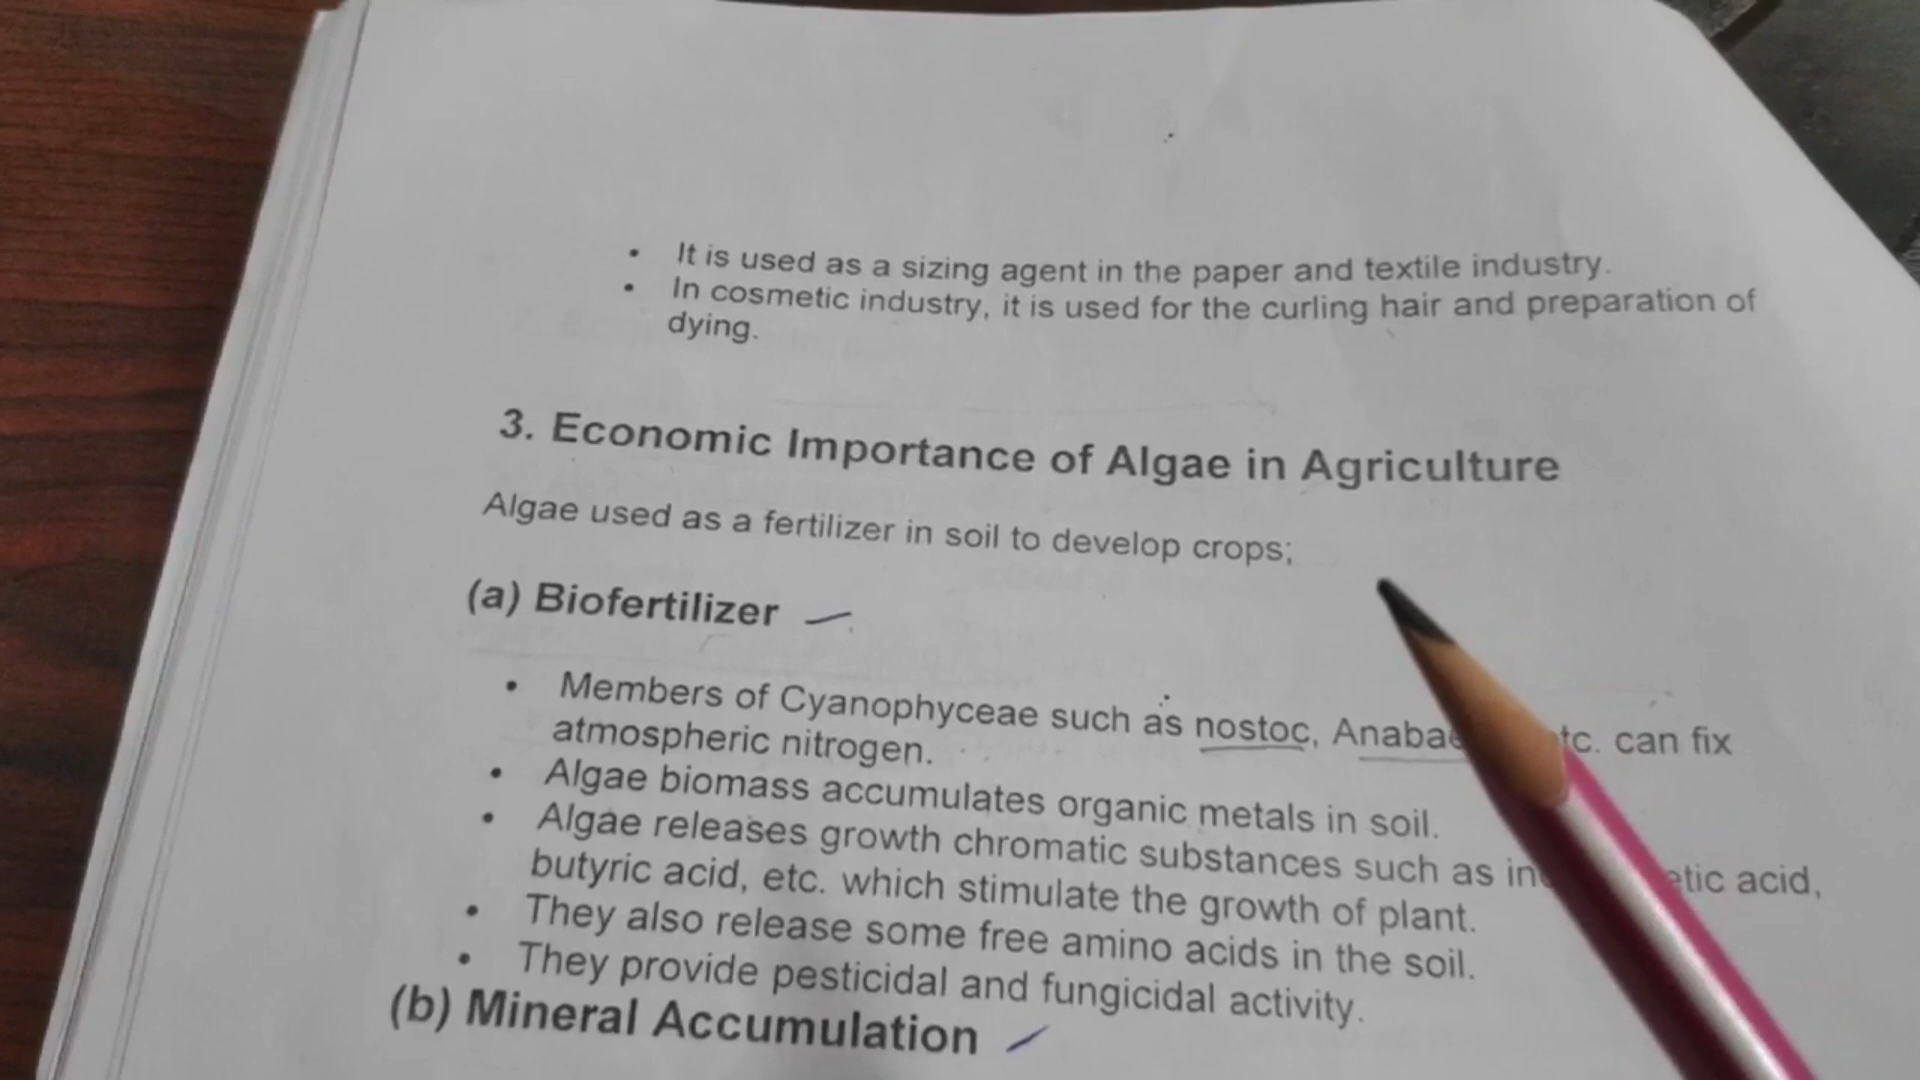 • It is used as a sizing agent in the paper and textile industry.
• In cosmetic industry, it is used for the curling hair and preparation of
dying.
3. Economic Importance of Algae in Agriculture
Algae used as a fertilizer in soil to develop crops;
(a) Biofertilizer
• Members of Cyanophyceae such as nostoc, can fix
atmospheric nitrogen.
• Algae biomass accumulates organic metals in soil.
• Algae releases growth chromatic substances such as acid,
butyric acid, etc. which stimulate the growth of plant.
• They also release some free amino acids in the soil.
• They provide pesticidal and fungicidal activity.
(b) Mineral Accumulation